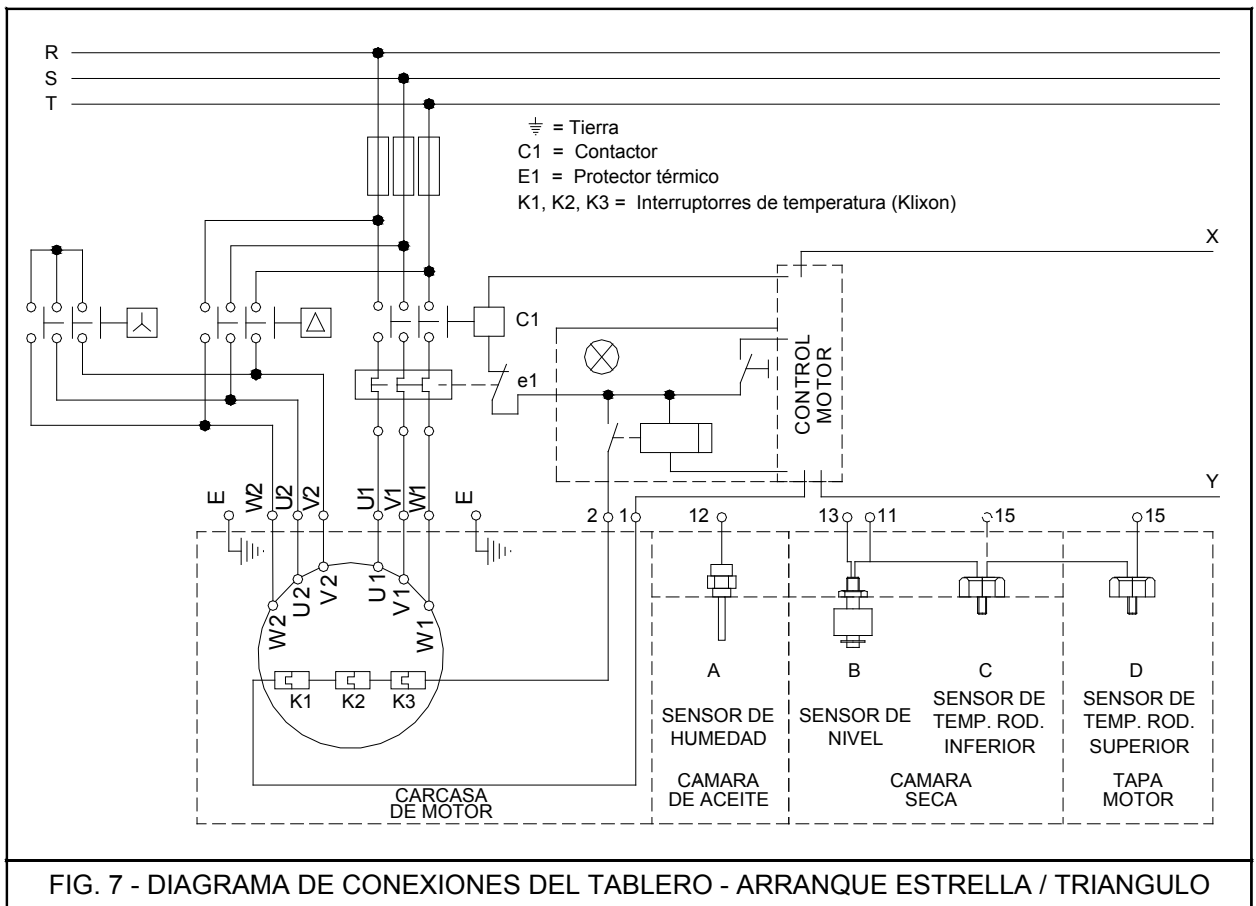 R
S
T
= Tierra
C1 = Contactor
E1 = Protector térmico
K1, K2, K3 = Interruptorres de temperatura (Klixon)
X
C1
e1
CONTROL
MOTOR
Y
E
W2
U2
V2
U1
V1
W1
E
2
1
12
13
11
15
15
W2
U2
V2
U1
V1
W1
K1
K2
K3
A
B
C
D
SENSOR DE
HUMEDAD
SENSOR DE
NIVEL
SENSOR DE
TEMP. ROD.
INFERIOR
SENSOR DE
TEMP. ROD.
SUPERIOR
CARCASA
DE MOTOR
CAMARA
DE ACEITE
CAMARA
SECA
TAPA
MOTOR
FIG. 7 - DIAGRAMA DE CONEXIONES DEL TABLERO - ARRANQUE ESTRELLA / TRIANGULO